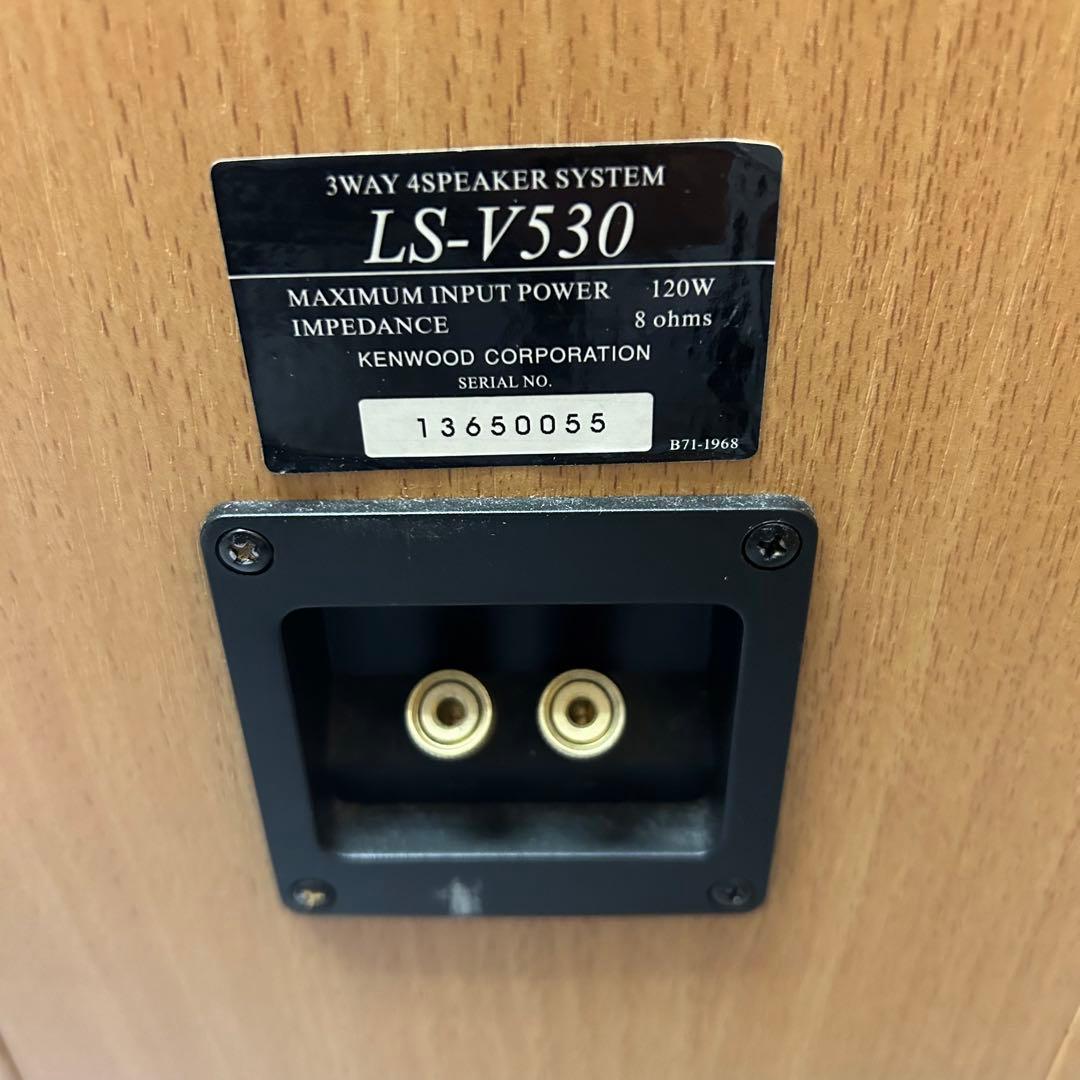 3WAY 4SPEAKER SYSTEM
LS-V530
MAXIMUM INPUT POWER 120W
IMPEDANCE 8 ohms
KENWOOD CORPORATION
SERIAL NO.
13650055
B71-1968